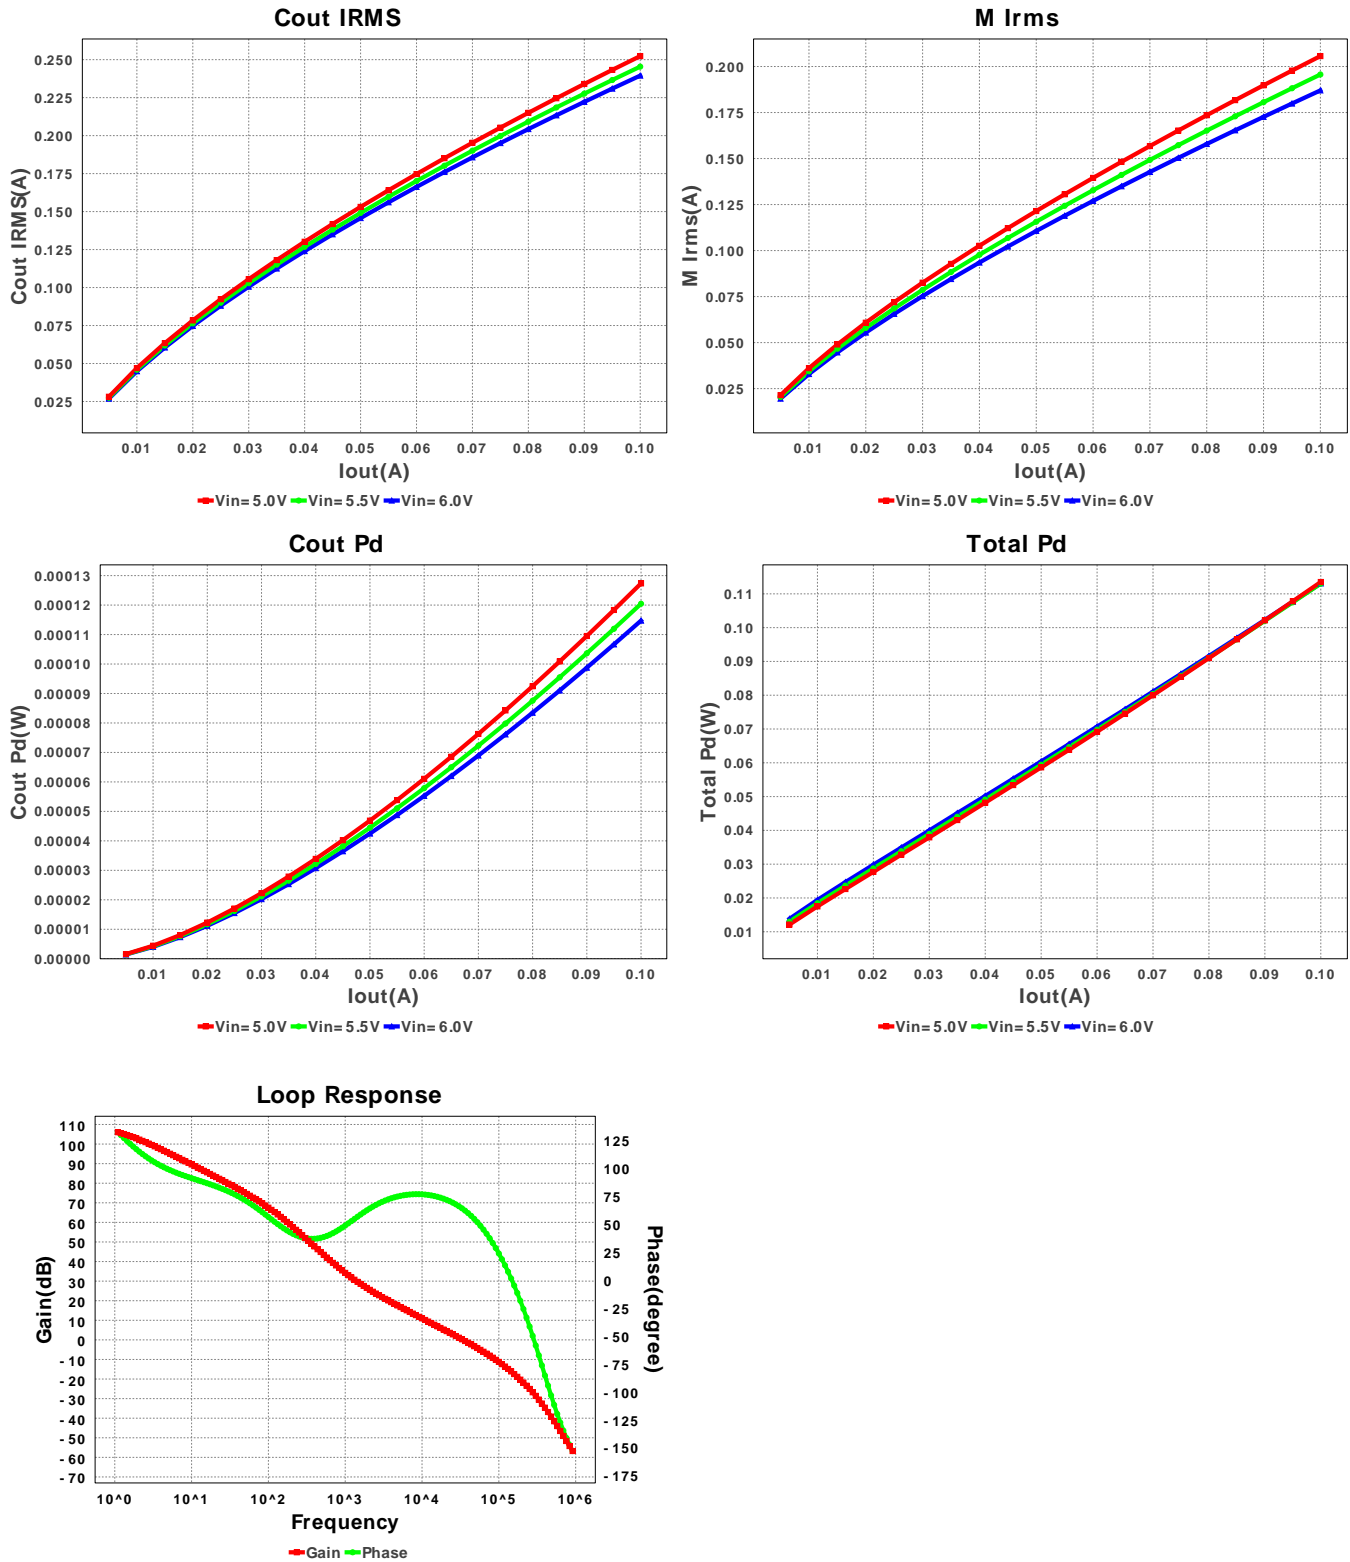 Cout IRMS
0.250
0.225
0.200
0.175
0.150
0.125
0.100
0.075
0.050
0.025
Cout IRMS(A)
0.01 0.02 0.03 0.04 0.05 0.06 0.07 0.08 0.09 0.10
Iout(A)
Vin=5.0V Vin=5.5V Vin=6.0V
M Irms
0.200
0.175
0.150
0.125
0.100
0.075
0.050
0.025
M Irms(A)
0.01 0.02 0.03 0.04 0.05 0.06 0.07 0.08 0.09 0.10
Iout(A)
Vin=5.0V Vin=5.5V Vin=6.0V
Cout Pd
0.00013
0.00012
0.00011
0.00010
0.00009
0.00008
0.00007
0.00006
0.00005
0.00004
0.00003
0.00002
0.00001
0.00000
Cout Pd(W)
0.01 0.02 0.03 0.04 0.05 0.06 0.07 0.08 0.09 0.10
Iout(A)
Vin=5.0V Vin=5.5V Vin=6.0V
Total Pd
0.11
0.10
0.09
0.08
0.07
0.06
0.05
0.04
0.03
0.02
0.01
Total Pd(W)
0.01 0.02 0.03 0.04 0.05 0.06 0.07 0.08 0.09 0.10
Iout(A)
Vin=5.0V Vin=5.5V Vin=6.0V
Loop Response
110
100
90
80
70
60
50
40
30
20
10
0
-10
-20
-30
-40
-50
-60
-70
Gain(dB)
125
100
75
50
25
0
-25
-50
-75
-100
-125
-150
-175
Phase(degree)
10^0 10^1 10^2 10^3 10^4 10^5 10^6
Frequency
Gain Phase